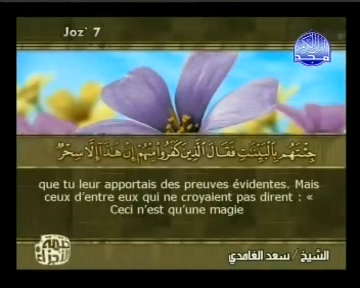 Joz` 7
المجد
جِئْتَهُم بِالْبَيِّنَاتِ فَقَالَ الَّذِينَ كَفَرُوا مِنْهُمْ إِنْ هَذَا إِلَّا سِحْرٌ
que tu leur apportais des preuves évidentes. Mais
ceux d'entre eux qui ne croyaient pas dirent : «
Ceci n'est qu'une magie
الشيخ / سعد الغامدي